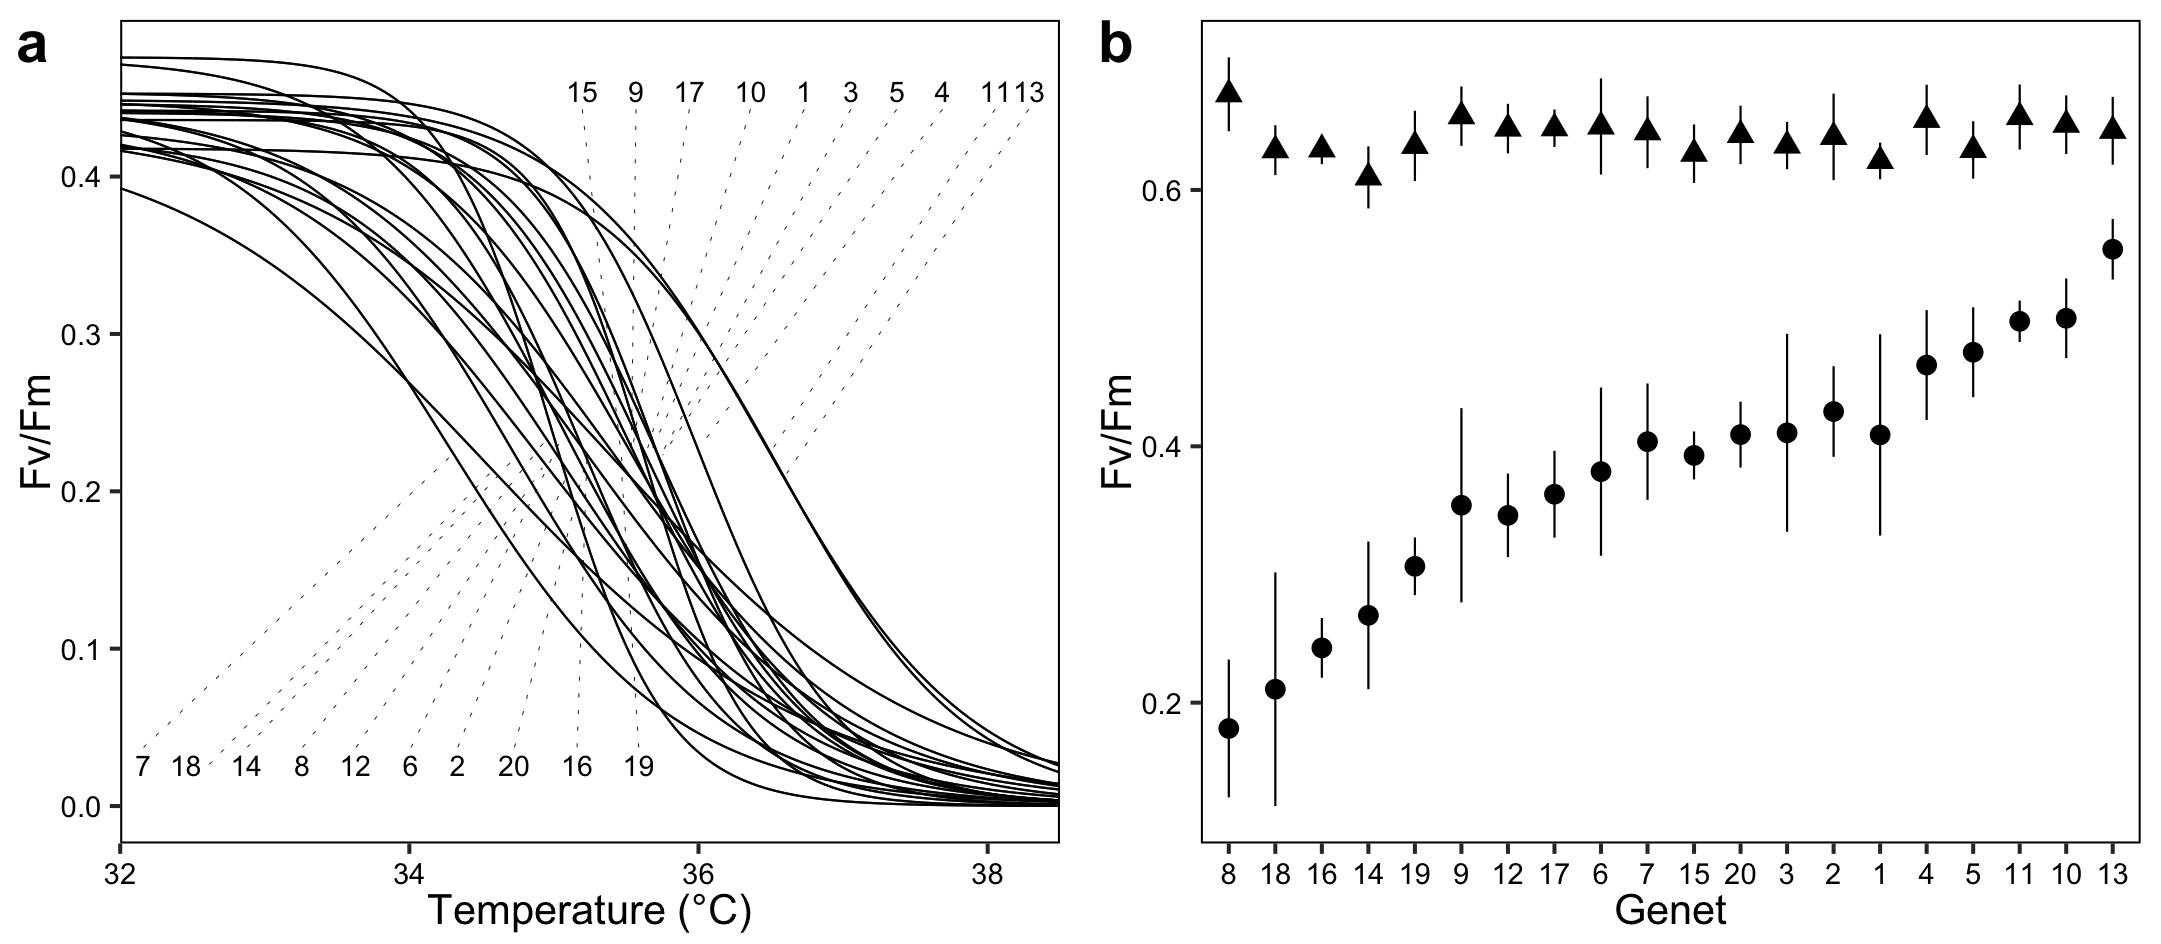 a
15 9 17 10 1 3 5 4 11 13
0.4
0.3
0.2
0.1
0.0
Fv/Fm
7 18 14 8 12 6 2 20 16 19
32 34 36 38
Temperature (°C)
b
0.6
0.4
0.2
Fv/Fm
8 18 16 14 19 9 12 17 6 7 15 20 3 2 1 4 5 11 10 13
Genet